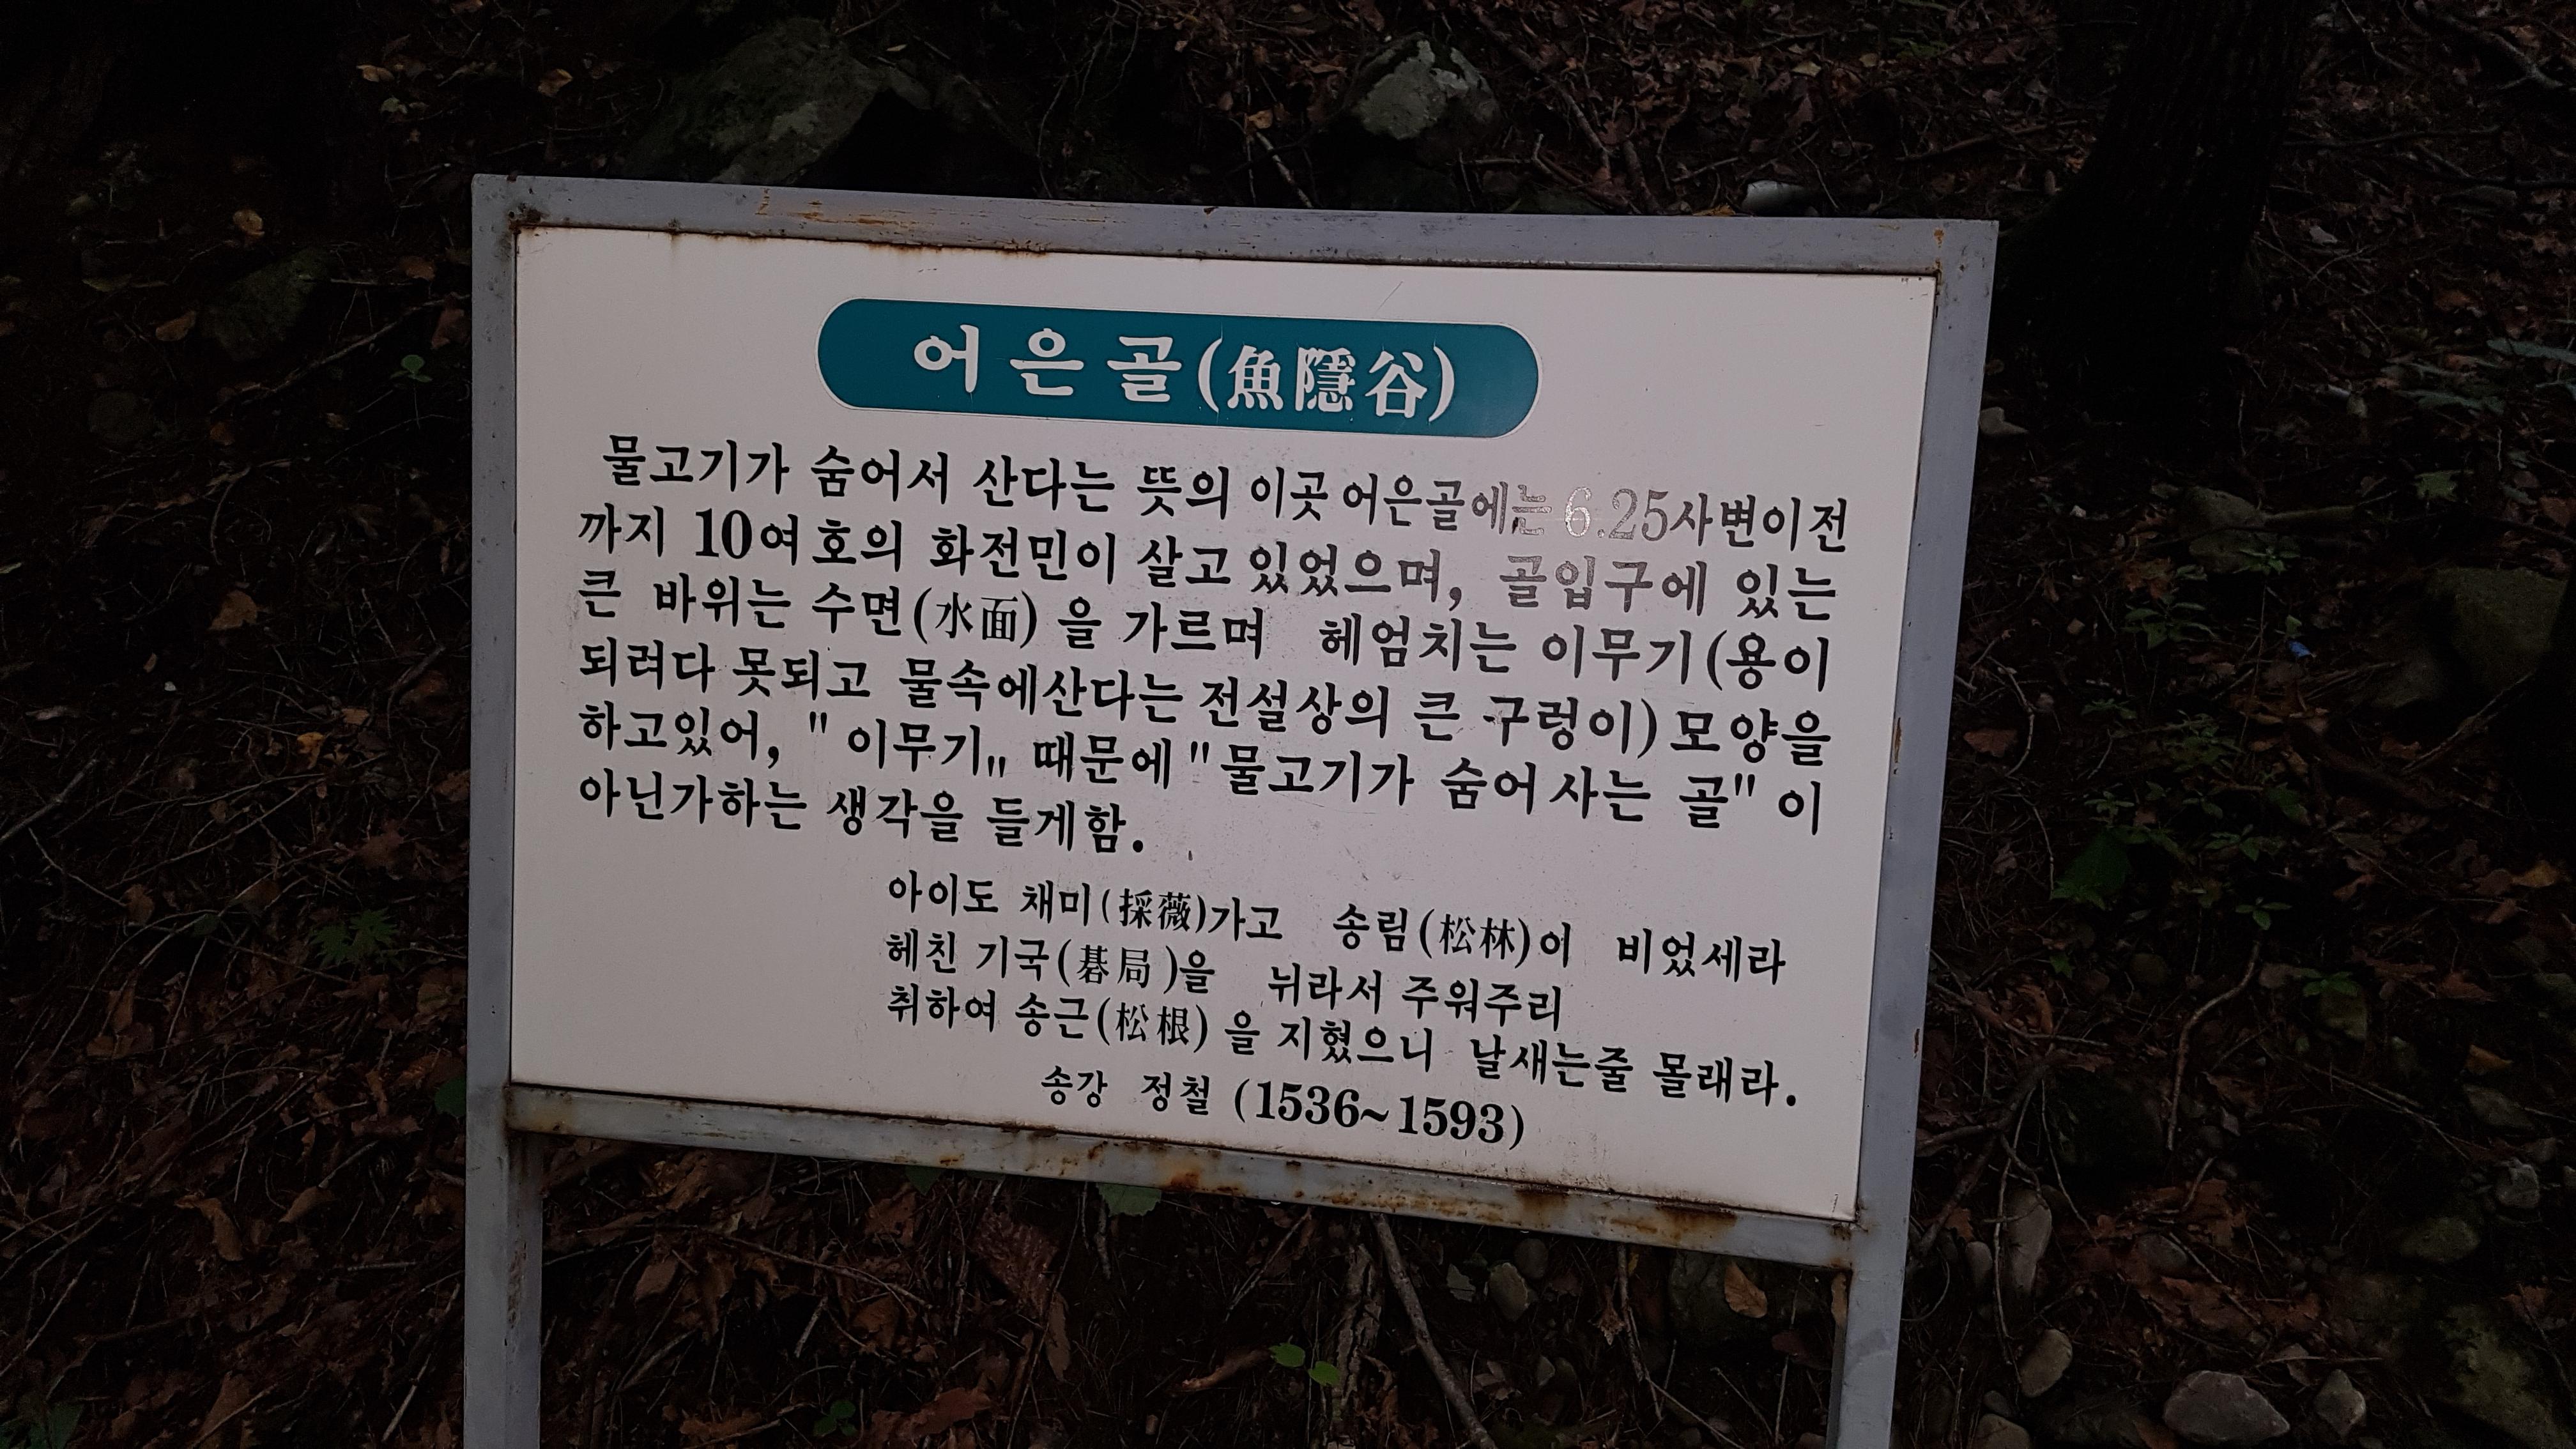 어은골(魚隱谷)
물고기가 숨어서 산다는 뜻의 이곳 어은골에는 6.25사변이전
까지 10여호의 화전민이 살고 있었으며, 골입구에 있는
큰 바위는 수면(水面)을 가르며 헤엄치는 이무기(용이
되려다 못되고 물속에산다는 전설상의 큰 구렁이)모양을
하고있어, "이무기„ 때문에 "물고기가 숨어사는 골" 이
아닌가하는 생각을 들게함.
아이도 채미(採薇)가고 송림(松林)이 비었세라
헤친 기국(碁局)을 뉘라서 주워주리
취하여 송근(松根)을 지혔으니 날새는줄 몰래라.
송강 정철 (1536~1593)